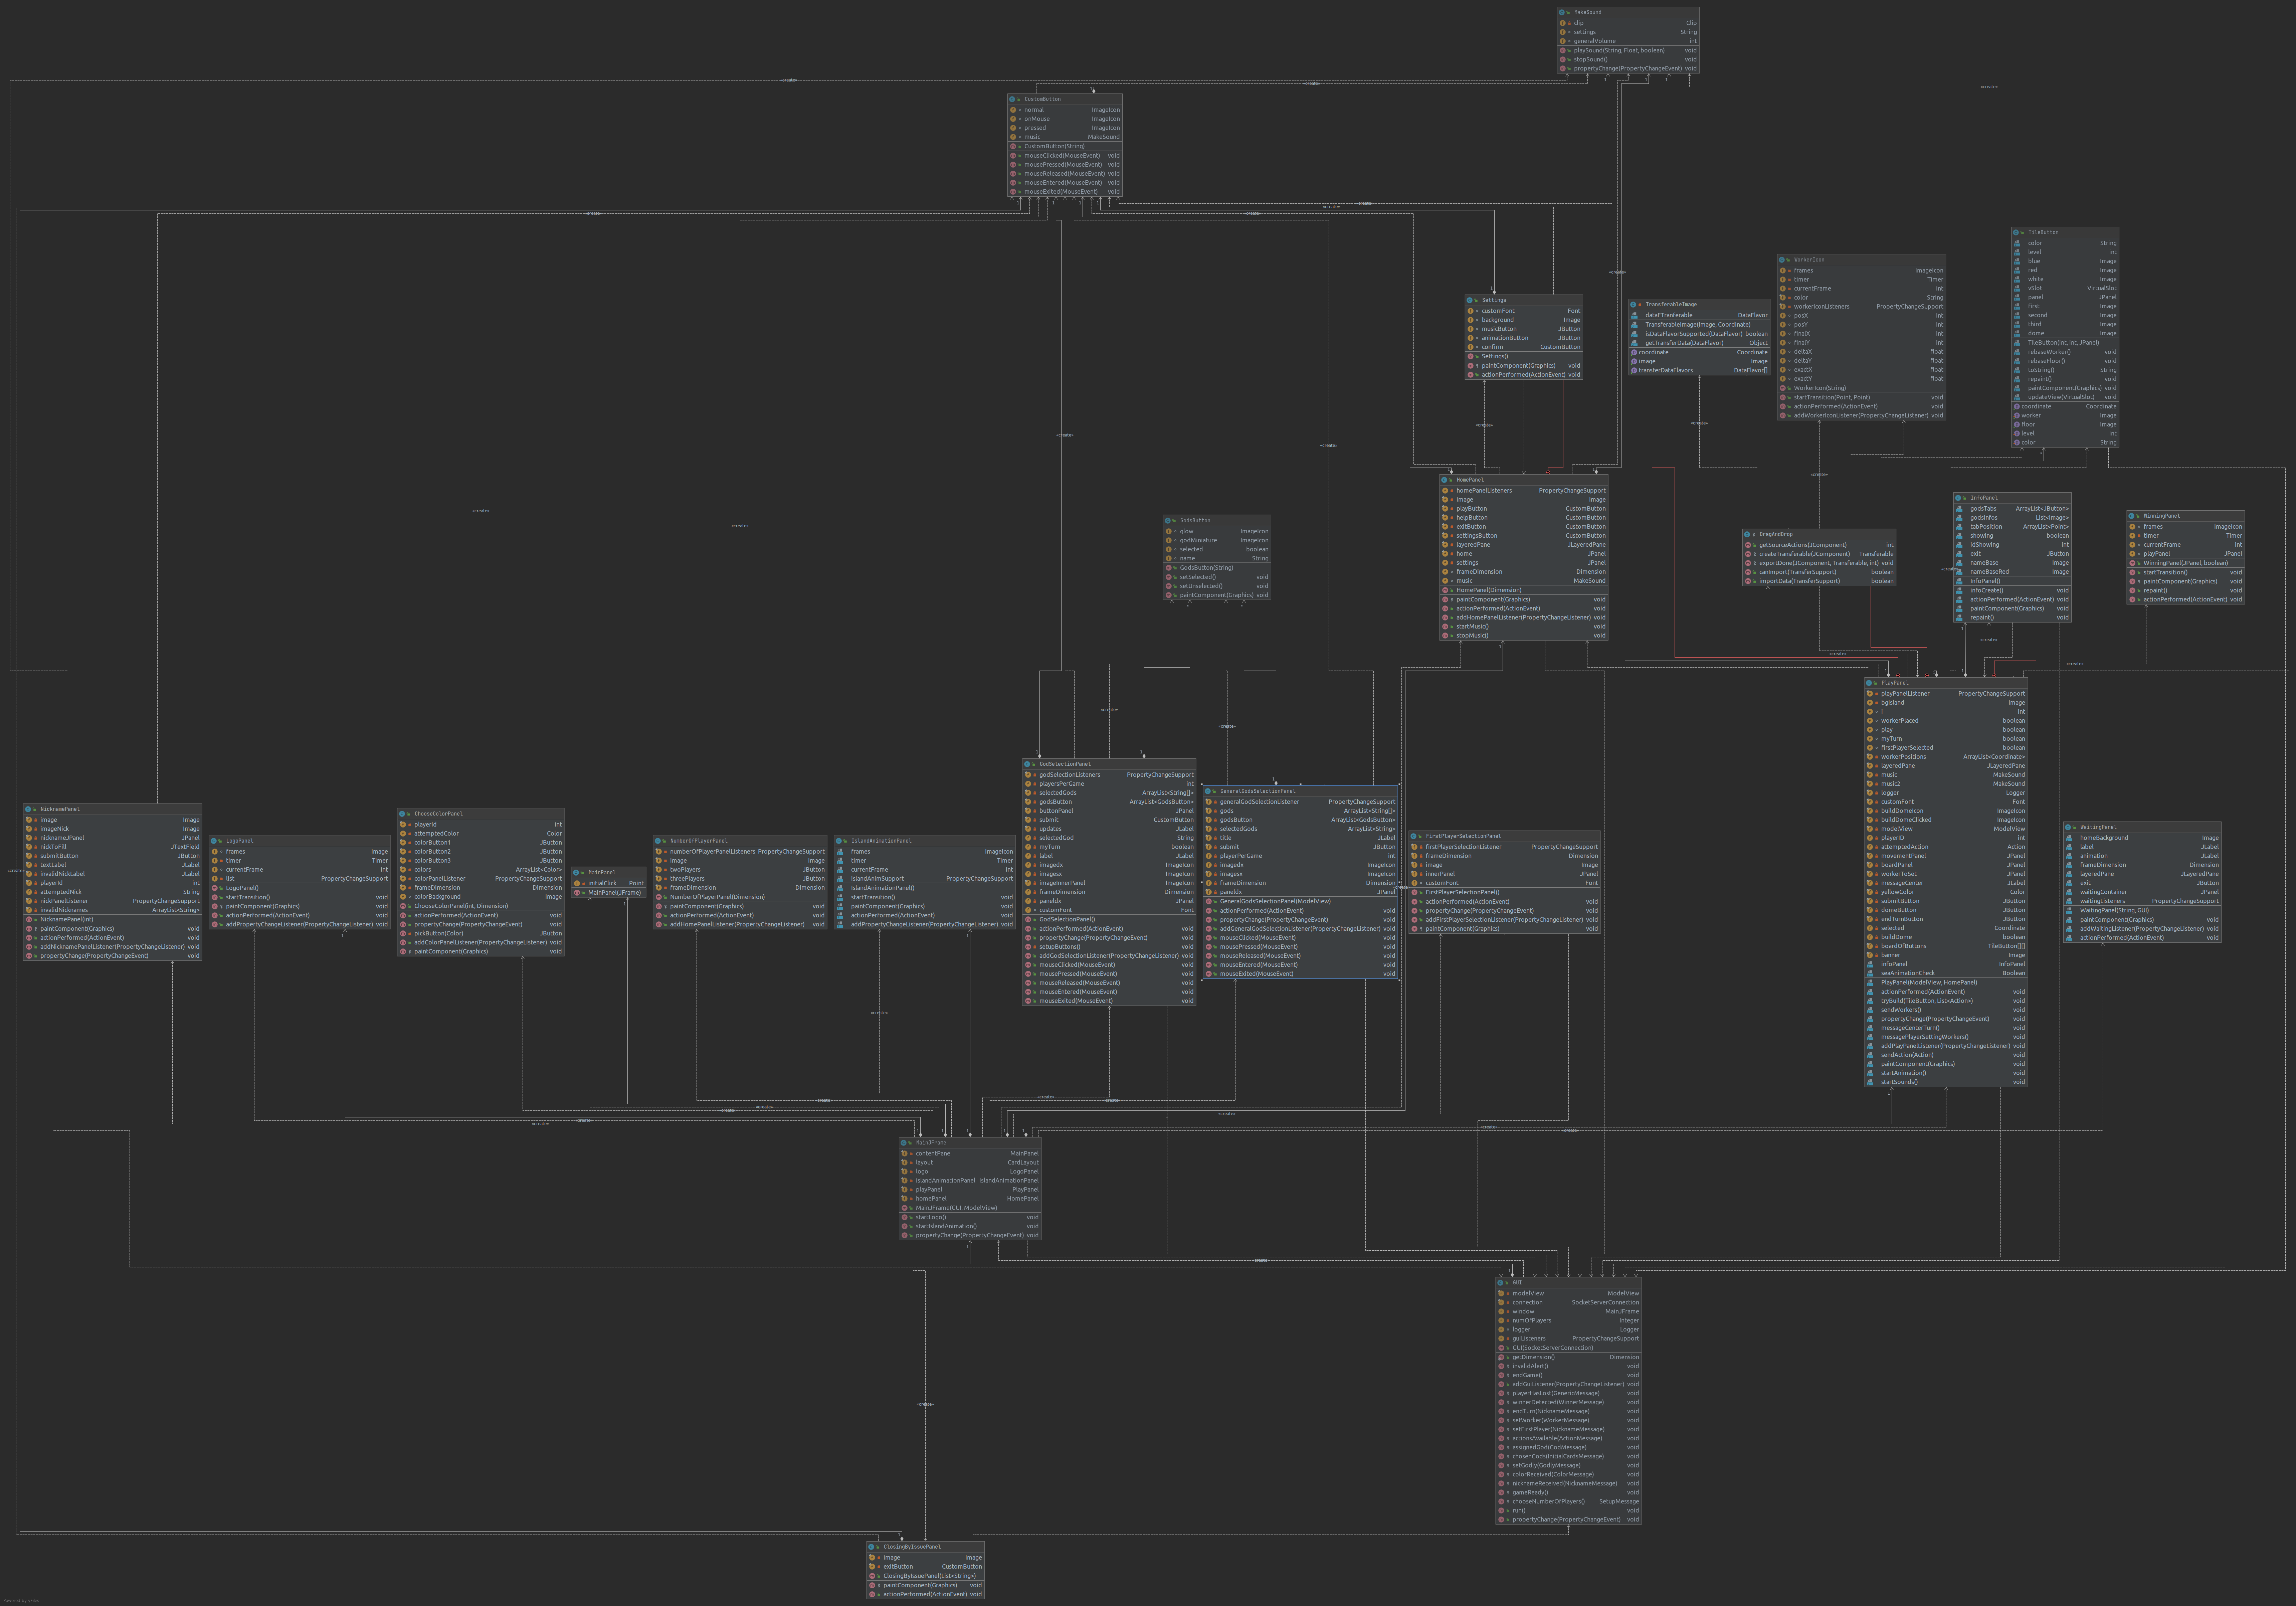 MakeSound
clip Clip
settings String
generalVolume int
playSound(String, Float, boolean) void
stopSound() void
propertyChange(PropertyChangeEvent) void
CustomButton
normal ImageIcon
onMouse ImageIcon
pressed ImageIcon
music MakeSound
CustomButton(String)
mouseClicked(MouseEvent) void
mousePressed(MouseEvent) void
mouseReleased(MouseEvent) void
mouseEntered(MouseEvent) void
mouseExited(MouseEvent) void
TileButton
color String
level int
blue Image
red Image
white Image
vSlot VirtualSlot
panel JPanel
first Image
second Image
third Image
dome Image
TileButton(int, int, JPanel)
rebaseWorker() void
rebaseFloor() void
toString() String
repaint() void
paintComponent(Graphics) void
updateView(VirtualSlot) void
coordinate Coordinate
worker Image
floor Image
level int
color String
WorkerIcon
frames ImageIcon
timer Timer
currentFrame int
color String
workerIconListeners PropertyChangeSupport
posX int
posY int
finalX int
finalY int
deltaX float
deltaY float
exactX float
exactY float
WorkerIcon(String)
startTransition(Point, Point) void
actionPerformed(ActionEvent) void
addWorkerIconListener(PropertyChangeListener) void
Settings
customFont Font
background Image
musicButton JButton
animationButton JButton
confirm CustomButton
Settings()
paintComponent(Graphics) void
actionPerformed(ActionEvent) void
TransferableImage
dataFTranferable DataFlavor
TransferableImage(Image, Coordinate)
isDataFlavorSupported(DataFlavor) boolean
getTransferData(DataFlavor) Object
coordinate Coordinate
image Image
transferDataFlavors DataFlavor[]
HomePanel
homePanelListeners PropertyChangeSupport
image Image
playButton CustomButton
helpButton CustomButton
exitButton CustomButton
settingsButton CustomButton
layeredPane JLayeredPane
home JPanel
settings JPanel
frameDimension Dimension
music MakeSound
HomePanel(Dimension)
paintComponent(Graphics) void
actionPerformed(ActionEvent) void
addHomePanelListener(PropertyChangeListener) void
startMusic() void
stopMusic() void
InfoPanel
godsTabs ArrayList<JButton>
godsInfos List<Image>
tabPosition ArrayList<Point>
showing boolean
idShowing int
exit JButton
nameBase Image
nameBaseRed Image
InfoPanel()
infoCreate() void
actionPerformed(ActionEvent) void
paintComponent(Graphics) void
repaint() void
WinningPanel
frames ImageIcon
timer Timer
currentFrame int
playPanel JPanel
WinningPanel(JPanel, boolean)
startTransition() void
paintComponent(Graphics) void
repaint() void
actionPerformed(ActionEvent) void
GodsButton
glow ImageIcon
godMiniature ImageIcon
selected boolean
name String
GodsButton(String)
setSelected() void
setUnselected() void
paintComponent(Graphics) void
DragAndDrop
getSourceActions(JComponent) int
createTransferable(JComponent) Transferable
exportDone(JComponent, Transferable, int) void
canImport(TransferSupport) boolean
importData(TransferSupport) boolean
PlayPanel
playPanelListener PropertyChangeSupport
bgIsland Image
i int
workerPlaced boolean
play boolean
myTurn boolean
firstPlayerSelected boolean
workerPositions ArrayList<Coordinate>
layeredPane JLayeredPane
music MakeSound
music2 MakeSound
logger Logger
customFont Font
buildDomeIcon ImageIcon
buildDomeClicked ImageIcon
modelView ModelView
playerID int
attemptedAction Action
movementPanel JPanel
boardPanel JPanel
workerToSet JPanel
messageCenter JLabel
yellowColor Color
submitButton JButton
domeButton JButton
endTurnButton JButton
selected Coordinate
buildDome boolean
boardOfButtons TileButton[][]
banner Image
infoPanel InfoPanel
seaAnimationCheck Boolean
PlayPanel(ModelView, HomePanel)
actionPerformed(ActionEvent) void
tryBuild(TileButton, List<Action>) void
sendWorkers() void
propertyChange(PropertyChangeEvent) void
messageCenterTurn() void
messagePlayerSettingWorkers() void
addPlayPanelListener(PropertyChangeListener) void
sendAction(Action) void
paintComponent(Graphics) void
startAnimation() void
startSounds() void
GodSelectionPanel
godSelectionListeners PropertyChangeSupport
playersPerGame int
selectedGods ArrayList<String[]>
godsButton ArrayList<GodsButton>
buttonPanel JPanel
submit CustomButton
updates JLabel
selectedGod String
myTurn boolean
label JLabel
imagedx ImageIcon
imagesx ImageIcon
imageInnerPanel ImageIcon
frameDimension Dimension
paneldx JPanel
customFont Font
GodSelectionPanel()
actionPerformed(ActionEvent) void
propertyChange(PropertyChangeEvent) void
setupButtons() void
addGodSelectionListener(PropertyChangeListener) void
mouseClicked(MouseEvent) void
mousePressed(MouseEvent) void
mouseReleased(MouseEvent) void
mouseEntered(MouseEvent) void
mouseExited(MouseEvent) void
GeneralGodsSelectionPanel
generalGodSelectionListener PropertyChangeSupport
gods ArrayList<String[]>
godsButton ArrayList<GodsButton>
selectedGods ArrayList<String>
title JLabel
submit JButton
playerPerGame int
imagedx ImageIcon
imagesx ImageIcon
frameDimension Dimension
paneldx JPanel
GeneralGodsSelectionPanel(ModelView)
actionPerformed(ActionEvent) void
propertyChange(PropertyChangeEvent) void
addGeneralGodSelectionListener(PropertyChangeListener) void
mouseClicked(MouseEvent) void
mousePressed(MouseEvent) void
mouseReleased(MouseEvent) void
mouseEntered(MouseEvent) void
mouseExited(MouseEvent) void
NicknamePanel
image Image
imageNick Image
nicknameJPanel JPanel
nickToFill JTextField
submitButton JButton
textLabel JLabel
invalidNickLabel JLabel
playerId int
attemptedNick String
nickPanelListener PropertyChangeSupport
invalidNicknames ArrayList<String>
NicknamePanel(int)
paintComponent(Graphics) void
actionPerformed(ActionEvent) void
addNicknamePanelListener(PropertyChangeListener) void
propertyChange(PropertyChangeEvent) void
LogoPanel
frames Image
timer Timer
currentFrame int
list PropertyChangeSupport
LogoPanel()
startTransition() void
paintComponent(Graphics) void
actionPerformed(ActionEvent) void
addPropertyChangeListener(PropertyChangeListener) void
ChooseColorPanel
playerId int
attemptedColor Color
colorButton1 JButton
colorButton2 JButton
colorButton3 JButton
colors ArrayList<Color>
colorPanelListener PropertyChangeSupport
frameDimension Dimension
colorBackground Image
ChooseColorPanel(int, Dimension)
actionPerformed(ActionEvent) void
propertyChange(PropertyChangeEvent) void
pickButton(Color) JButton
addColorPanelListener(PropertyChangeListener) void
paintComponent(Graphics) void
MainPanel
initialClick Point
MainPanel(JFrame)
NumberOfPlayerPanel
numberOfPlayerPanelListeners PropertyChangeSupport
image Image
twoPlayers JButton
threePlayers JButton
frameDimension Dimension
NumberOfPlayerPanel(Dimension)
paintComponent(Graphics) void
actionPerformed(ActionEvent) void
addHomePanelListener(PropertyChangeListener) void
IslandAnimationPanel
frames ImageIcon
timer Timer
currentFrame int
islandAnimSupport PropertyChangeSupport
IslandAnimationPanel()
startTransition() void
paintComponent(Graphics) void
actionPerformed(ActionEvent) void
addPropertyChangeListener(PropertyChangeListener) void
FirstPlayerSelectionPanel
firstPlayerSelectionListener PropertyChangeSupport
frameDimension Dimension
image Image
innerPanel JPanel
customFont Font
FirstPlayerSelectionPanel()
actionPerformed(ActionEvent) void
propertyChange(PropertyChangeEvent) void
addFirstPlayerSelectionListener(PropertyChangeListener) void
paintComponent(Graphics) void
WaitingPanel
homeBackground Image
label JLabel
animation JLabel
frameDimension Dimension
layeredPane JLayeredPane
exit JButton
waitingContainer JPanel
waitingListeners PropertyChangeSupport
WaitingPanel(String, GUI)
paintComponent(Graphics) void
addWaitingListener(PropertyChangeListener) void
actionPerformed(ActionEvent) void
MainJFrame
contentPane MainPanel
layout CardLayout
logo LogoPanel
islandAnimationPanel IslandAnimationPanel
playPanel PlayPanel
homePanel HomePanel
MainJFrame(GUI, ModelView)
startLogo() void
startIslandAnimation() void
propertyChange(PropertyChangeEvent) void
GUI
modelView ModelView
connection SocketServerConnection
window MainJFrame
numOfPlayers Integer
logger Logger
guiListeners PropertyChangeSupport
GUI(SocketServerConnection)
getDimension() Dimension
invalidAlert() void
endGame() void
addGuiListener(PropertyChangeListener) void
playerHasLost(GenericMessage) void
winnerDetected(WinnerMessage) void
endTurn(NicknameMessage) void
setWorker(WorkerMessage) void
setFirstPlayer(NicknameMessage) void
actionsAvailable(ActionMessage) void
assignedGod(GodMessage) void
chosenGods(InitialCardsMessage) void
setGodly(GodlyMessage) void
colorReceived(ColorMessage) void
nicknameReceived(NicknameMessage) void
gameReady() void
chooseNumberOfPlayers() SetupMessage
run() void
propertyChange(PropertyChangeEvent) void
ClosingByIssuePanel
image Image
exitButton CustomButton
ClosingByIssuePanel(List<String>)
paintComponent(Graphics) void
actionPerformed(ActionEvent) void
Powered by yFiles